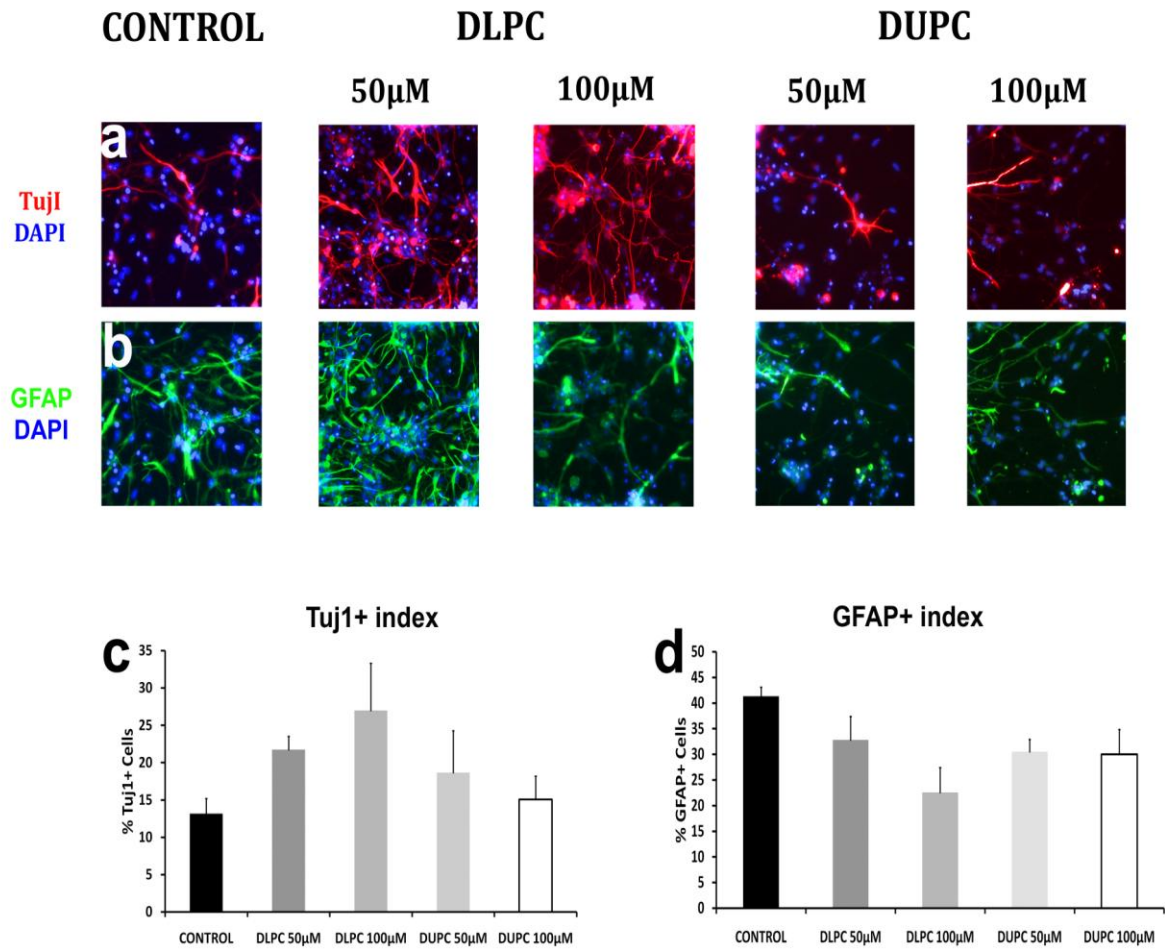 CONTROL DLPC DUPC
50µM 100µM 50µM 100µM
a
TujI
DAPI
b
GFAP
DAPI
c
Tuj1+ index
% Tuj1+ Cells
35
30
25
20
15
10
5
0
CONTROL DLPC 50µM DLPC 100µM DUPC 50µM DUPC 100µM
d
GFAP+ index
% GFAP+ Cells
50
45
40
35
30
25
20
15
10
5
0
CONTROL DLPC 50µM DLPC 100µM DUPC 50µM DUPC 100µM